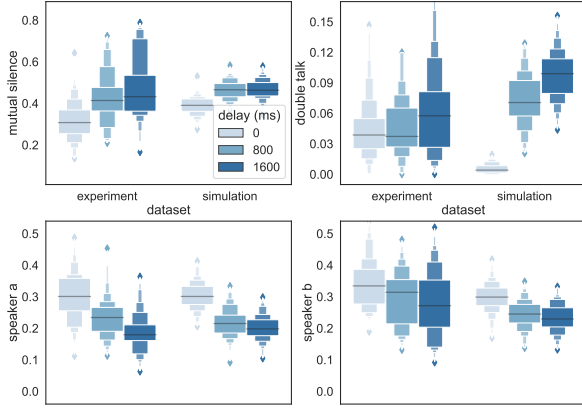 0.8
0.6
0.4
0.2
mutual silence
delay (ms)
0
800
1600
experiment
simulation
dataset
0.15
0.12
0.09
0.06
0.03
0.00
double talk
experiment
simulation
dataset
0.5
0.4
0.3
0.2
0.1
0.0
speaker a
0.5
0.4
0.3
0.2
0.1
0.0
speaker b